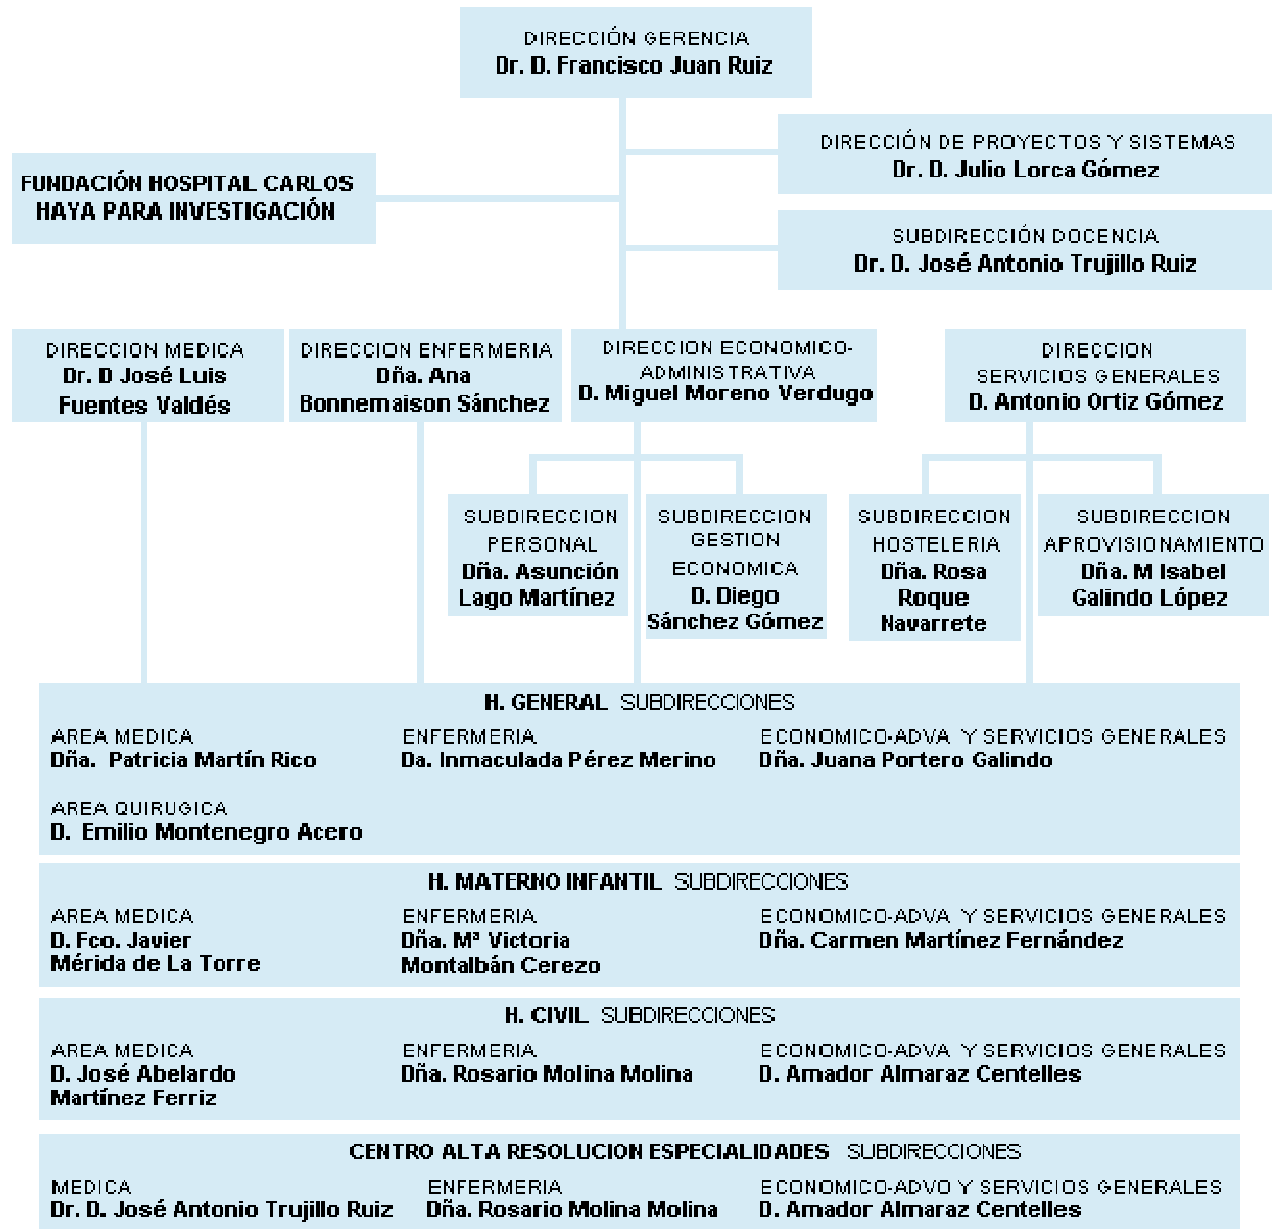 DIRECCIÓN GERENCIA
Dr. D. Francisco Juan Ruiz
DIRECCIÓN DE PROYECTOS Y SISTEMAS
Dr. D. Julio Lorca Gómez
FUNDACIÓN HOSPITAL CARLOS
HAYA PARA INVESTIGACIÓN
SUBDIRECCIÓN DOCENCIA
Dr. D. José Antonio Trujillo Ruiz
DIRECCION MEDICA
Dr. D José Luis
Fuentes Valdés
DIRECCION ENFERMERIA
Dña. Ana
Bonnemaison Sánchez
DIRECCION ECONOMICO-
ADMINISTRATIVA
D. Miguel Moreno Verdugo
DIRECCION
SERVICIOS GENERALES
D. Antonio Ortiz Gómez
SUBDIRECCION
PERSONAL
Dña. Asunción
Lago Martínez
SUBDIRECCION
GESTION
ECONOMICA
D. Diego
Sánchez Gómez
SUBDIRECCION
HOSTELERIA
Dña. Rosa
Roque
Navarrete
SUBDIRECCION
APROVISIONAMIENTO
Dña. M Isabel
Galindo López
H. GENERAL SUBDIRECCIONES
AREA MEDICA
Dña. Patricia Martín Rico
ENFERMERIA
Da. Inmaculada Pérez Merino
ECONOMICO-ADVA Y SERVICIOS GENERALES
Dña. Juana Portero Galindo
AREA QUIRUGICA
D. Emilio Montenegro Acero
H. MATERNO INFANTIL SUBDIRECCIONES
AREA MEDICA
D. Fco. Javier
Mérida de La Torre
ENFERMERIA
Dña. Mª Victoria
Montalbán Cerezo
ECONOMICO-ADVA Y SERVICIOS GENERALES
Dña. Carmen Martínez Fernández
H. CIVIL SUBDIRECCIONES
AREA MEDICA
D. José Abelardo
Martínez Ferriz
ENFERMERIA
Dña. Rosario Molina Molina
ECONOMICO-ADVA Y SERVICIOS GENERALES
D. Amador Almaraz Centelles
CENTRO ALTA RESOLUCION ESPECIALIDADES SUBDIRECCIONES
MEDICA
Dr. D. José Antonio Trujillo Ruiz
ENFERMERIA
Dña. Rosario Molina Molina
ECONOMICO-ADVO Y SERVICIOS GENERALES
D. Amador Almaraz Centelles